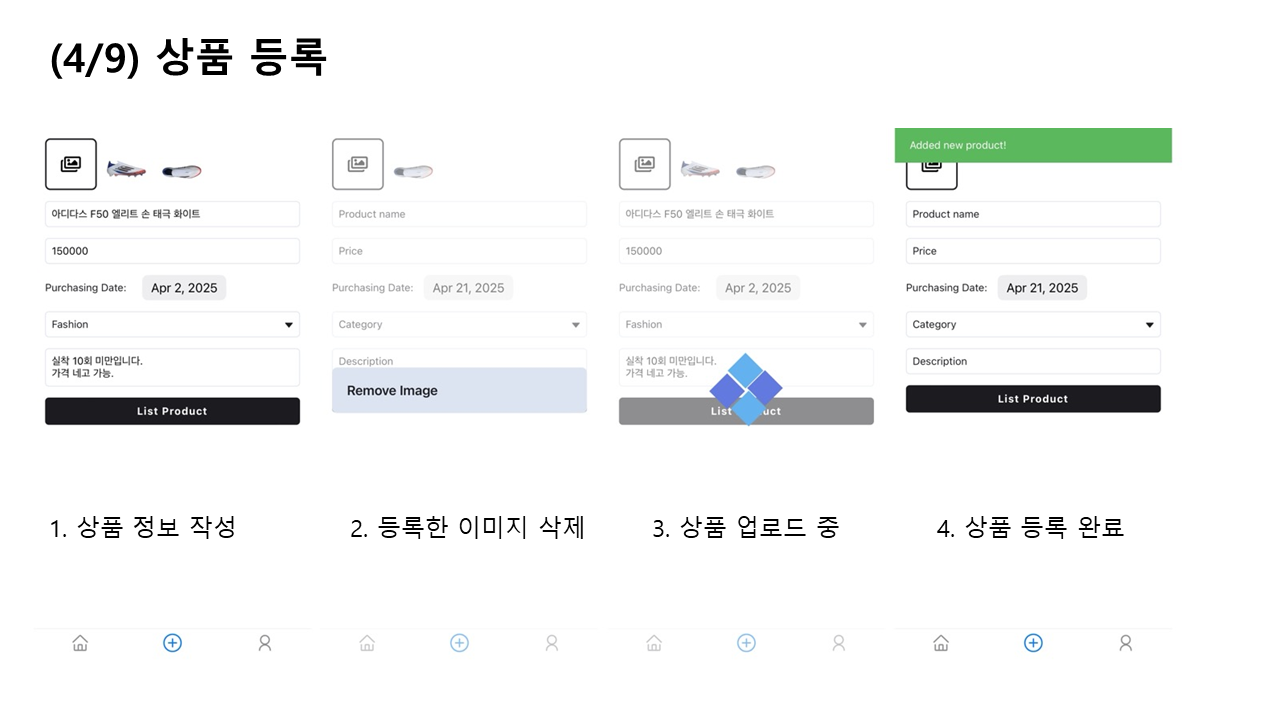 (4/9) 상품 등록
아디다스 F50 엘리트 손 태극 화이트
150000
Purchasing Date: Apr 2, 2025
Fashion
실착 10회 미만입니다.
가격 네고 가능.
List Product
1. 상품 정보 작성
Product name
Price
Purchasing Date: Apr 21, 2025
Category
Description
Remove Image
2. 등록한 이미지 삭제
아디다스 F50 엘리트 손 태극 화이트
150000
Purchasing Date: Apr 2, 2025
Fashion
실착 10회 미만입니다.
가격 네고 가능.
List Product
3. 상품 업로드 중
Added new product!
Product name
Price
Purchasing Date: Apr 21, 2025
Category
Description
List Product
4. 상품 등록 완료